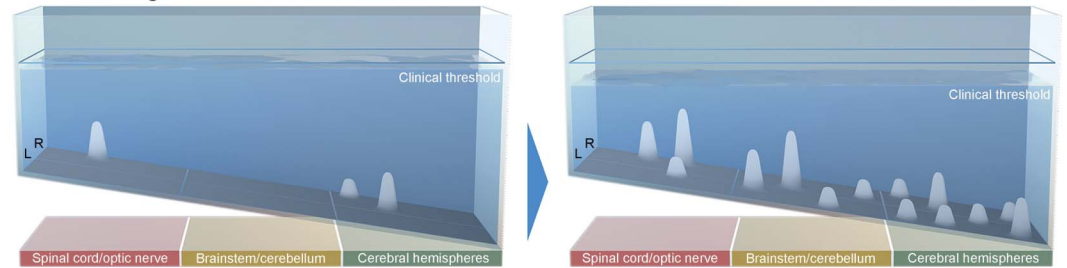 Clinical threshold
R
L
Spinal cord/optic nerve
Brainstem/cerebellum
Cerebral hemispheres
Clinical threshold
R
L
Spinal cord/optic nerve
Brainstem/cerebellum
Cerebral hemispheres